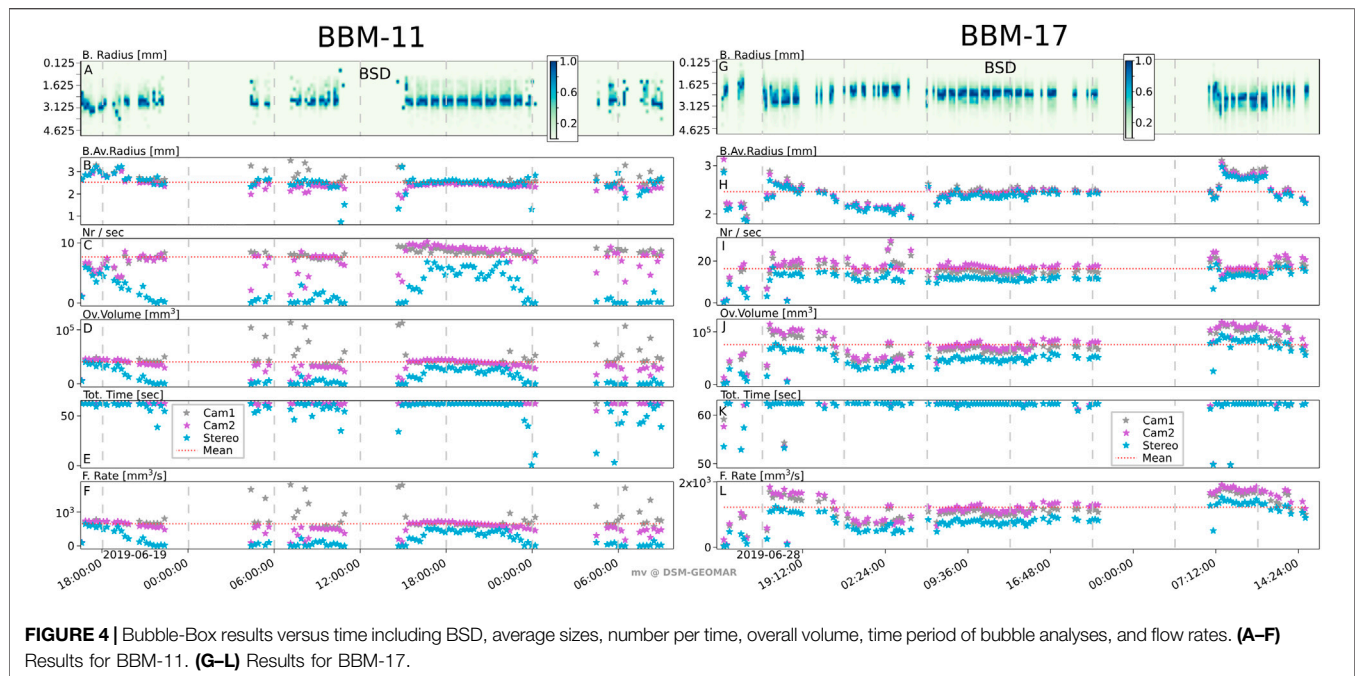 BBM-11
B. Radius [mm]
A
BSD
0.125
1.625
3.125
4.625
1.0
0.6
0.2
B.Av.Radius [mm]
B
3
2
1
Nr / sec
C
10
0
Ov.Volume [mm³]
D
10⁵
0
Tot. Time [sec]
50
0
E
Cam1
Cam2
Stereo
Mean
F. Rate [mm³/s]
F
10³
0
2019-06-19
18:00:00
00:00:00
06:00:00
12:00:00
18:00:00
00:00:00
06:00:00
mv @ DSM-GEOMAR
BBM-17
B. Radius [mm]
G
BSD
0.125
1.625
3.125
4.625
1.0
0.6
0.2
B.Av.Radius [mm]
H
3
2
Nr / sec
I
20
0
Ov.Volume [mm³]
J
10⁵
0
Tot. Time [sec]
K
60
50
Cam1
Cam2
Stereo
Mean
F. Rate [mm³/s]
L
2x10³
0
2019-06-28
19:12:00
02:24:00
09:36:00
16:48:00
00:00:00
07:12:00
14:24:00
FIGURE 4 | Bubble-Box results versus time including BSD, average sizes, number per time, overall volume, time period of bubble analyses, and flow rates. (A–F)
Results for BBM-11. (G–L) Results for BBM-17.